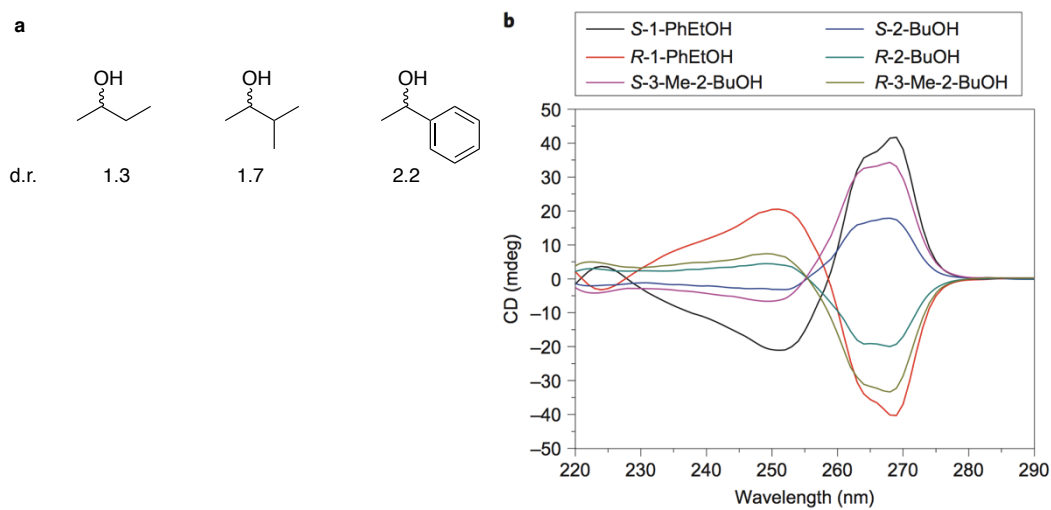 a
OH
OH
OH
d.r.
1.3
1.7
2.2
b
S-1-PhEtOH
S-2-BuOH
R-1-PhEtOH
R-2-BuOH
S-3-Me-2-BuOH
R-3-Me-2-BuOH
50
40
30
20
10
0
–10
–20
–30
–40
–50
CD (mdeg)
220
230
240
250
260
270
280
290
Wavelength (nm)